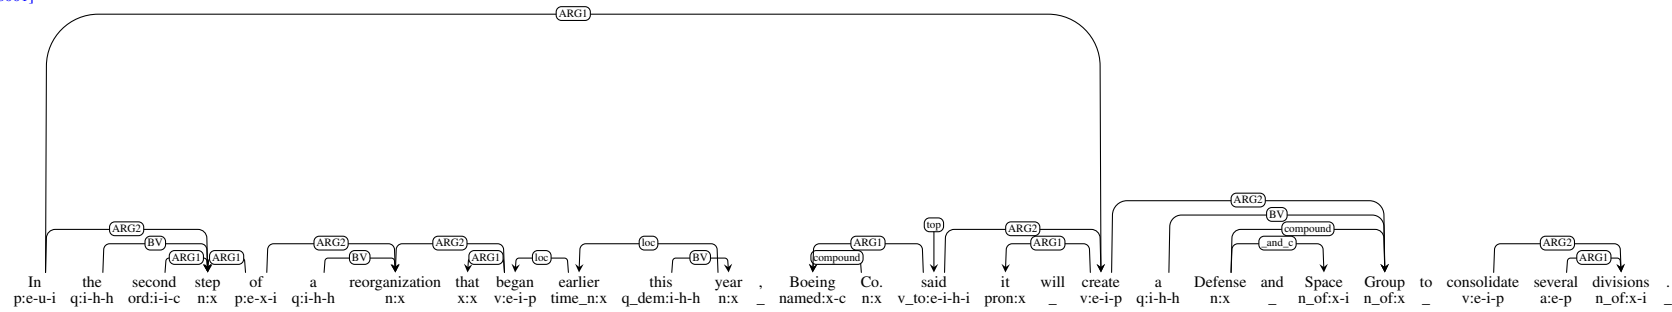 ARG1
ARG2 ARG2 top ARG2 ARG2
BV ARG2 ARG2 loc ARG1 ARG1 BV compound _and_c ARG2
ARG1 ARG1 BV ARG1 loc BV compound ARG1
In the second step of a reorganization that began earlier this year , Boeing Co. said it will create a Defense and Space Group to consolidate several divisions .
p:e-u-i q:i-h-h ord:i-i-c n:x p:e-x-i q:i-h-h n:x x:x v:e-i-p time_n:x q_dem:i-h-h n:x _ named:x-c n:x v_to:e-i-h-i pron:x _ v:e-i-p q:i-h-h n:x _ n_of:x-i n_of:x _ v:e-i-p a:e-p n_of:x-i _